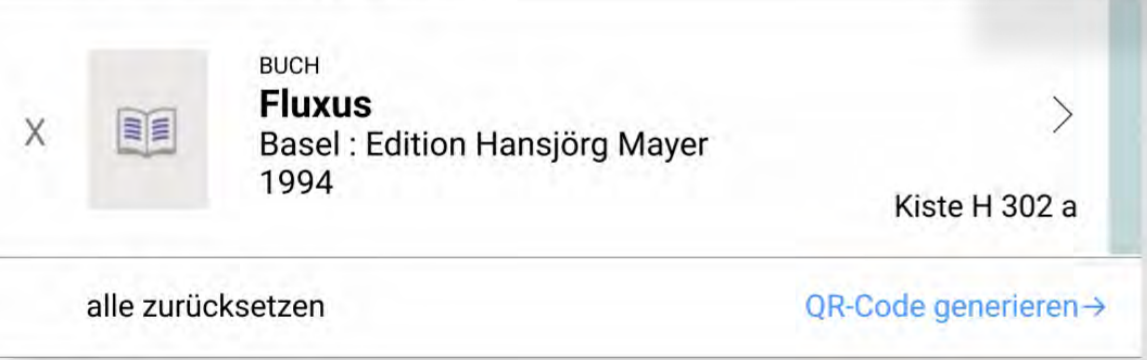 BUCH
Fluxus
X
Basel : Edition Hansjörg Mayer
1994
Kiste H 302 a
alle zurücksetzen
QR-Code generieren→